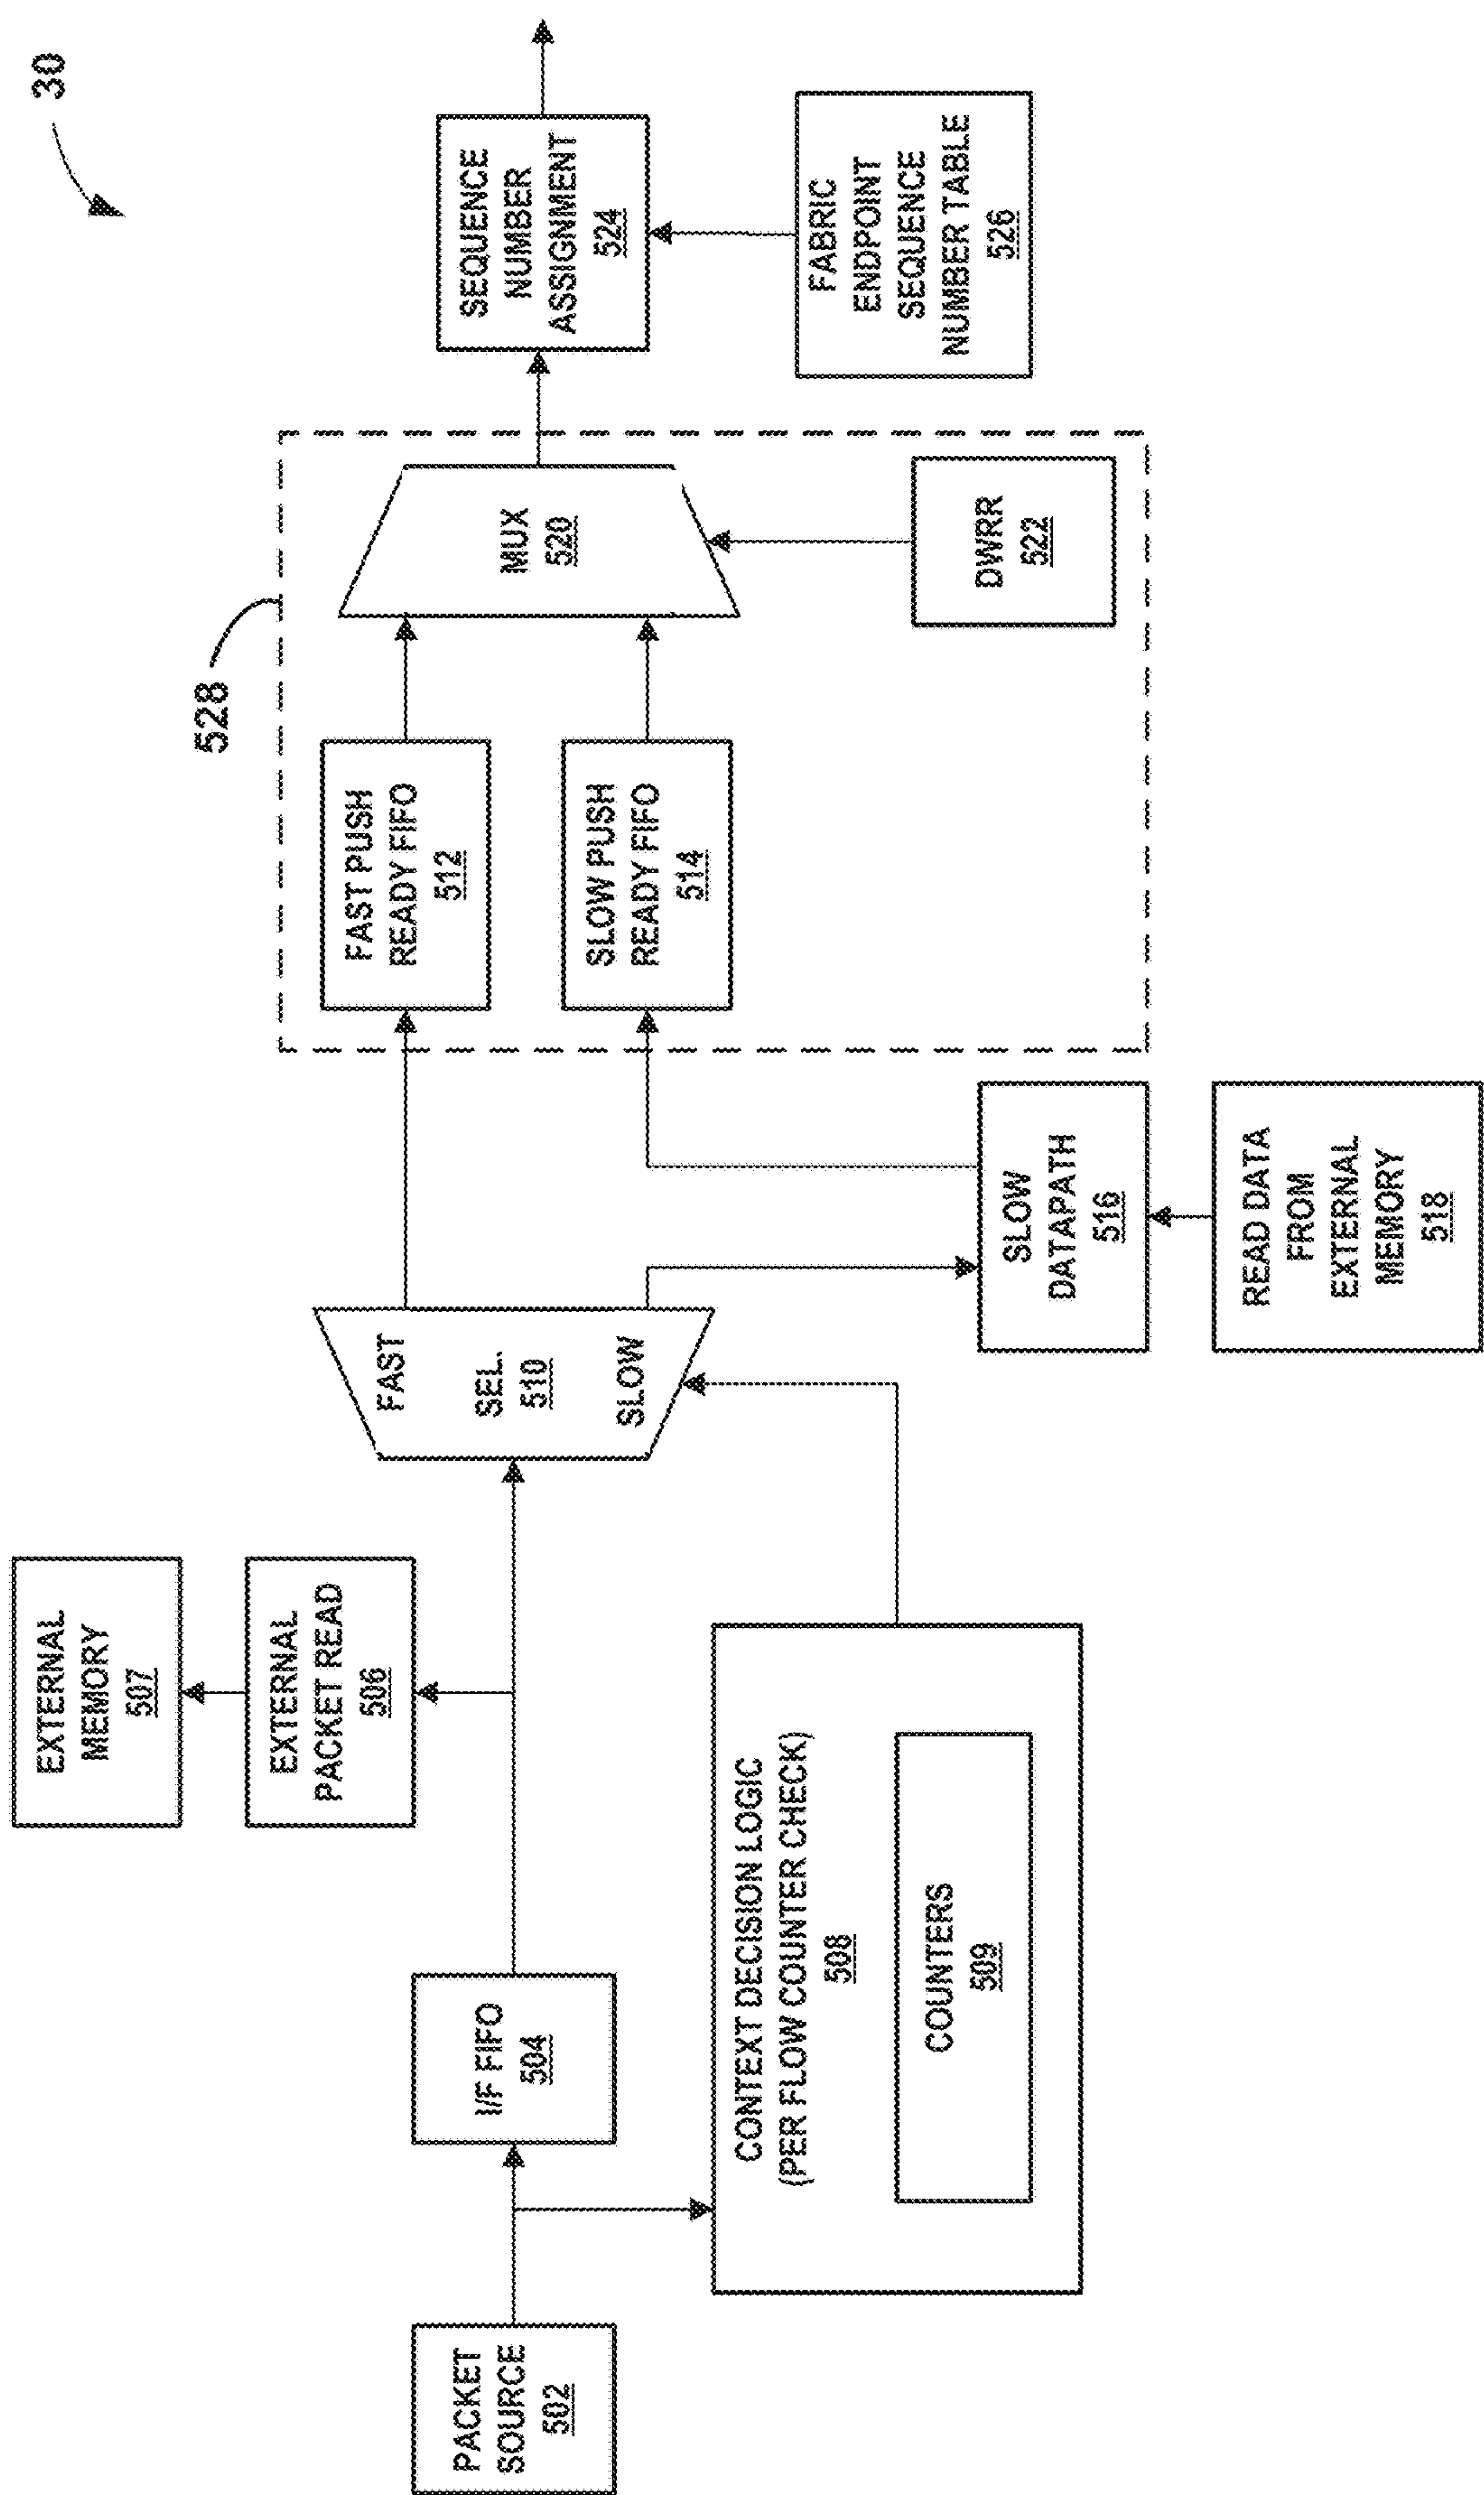 30
PACKET
SOURCE
502
I/F FIFO
504
EXTERNAL
MEMORY
507
EXTERNAL
PACKET READ
506
CONTEXT DECISION LOGIC
(PER FLOW COUNTER CHECK)
508
COUNTERS
509
FAST
SEL.
510
SLOW
SLOW
DATAPATH
516
READ DATA
FROM
EXTERNAL
MEMORY
518
528
FAST PUSH
READY FIFO
512
SLOW PUSH
READY FIFO
514
MUX
520
DWRR
522
SEQUENCE
NUMBER
ASSIGNMENT
524
FABRIC
ENDPOINT
SEQUENCE
NUMBER TABLE
526